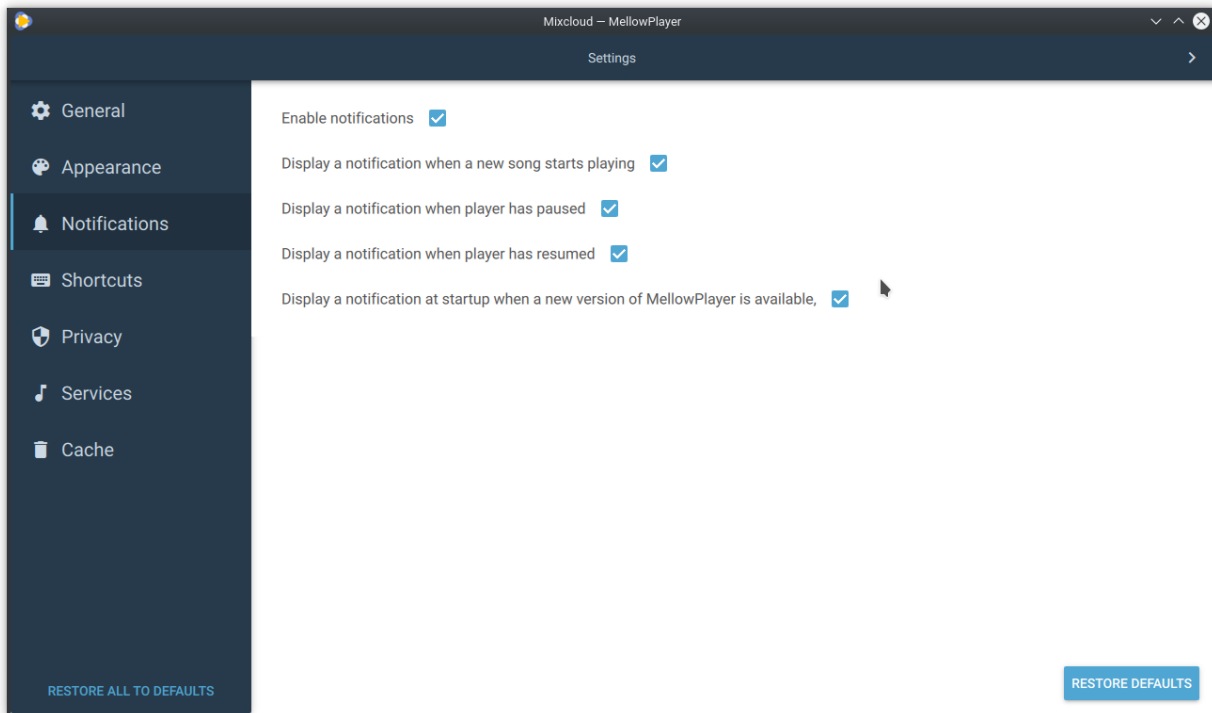 Mixcloud — MellowPlayer
Settings
General
Appearance
Notifications
Shortcuts
Privacy
Services
Cache
RESTORE ALL TO DEFAULTS
Enable notifications
Display a notification when a new song starts playing
Display a notification when player has paused
Display a notification when player has resumed
Display a notification at startup when a new version of MellowPlayer is available,
RESTORE DEFAULTS